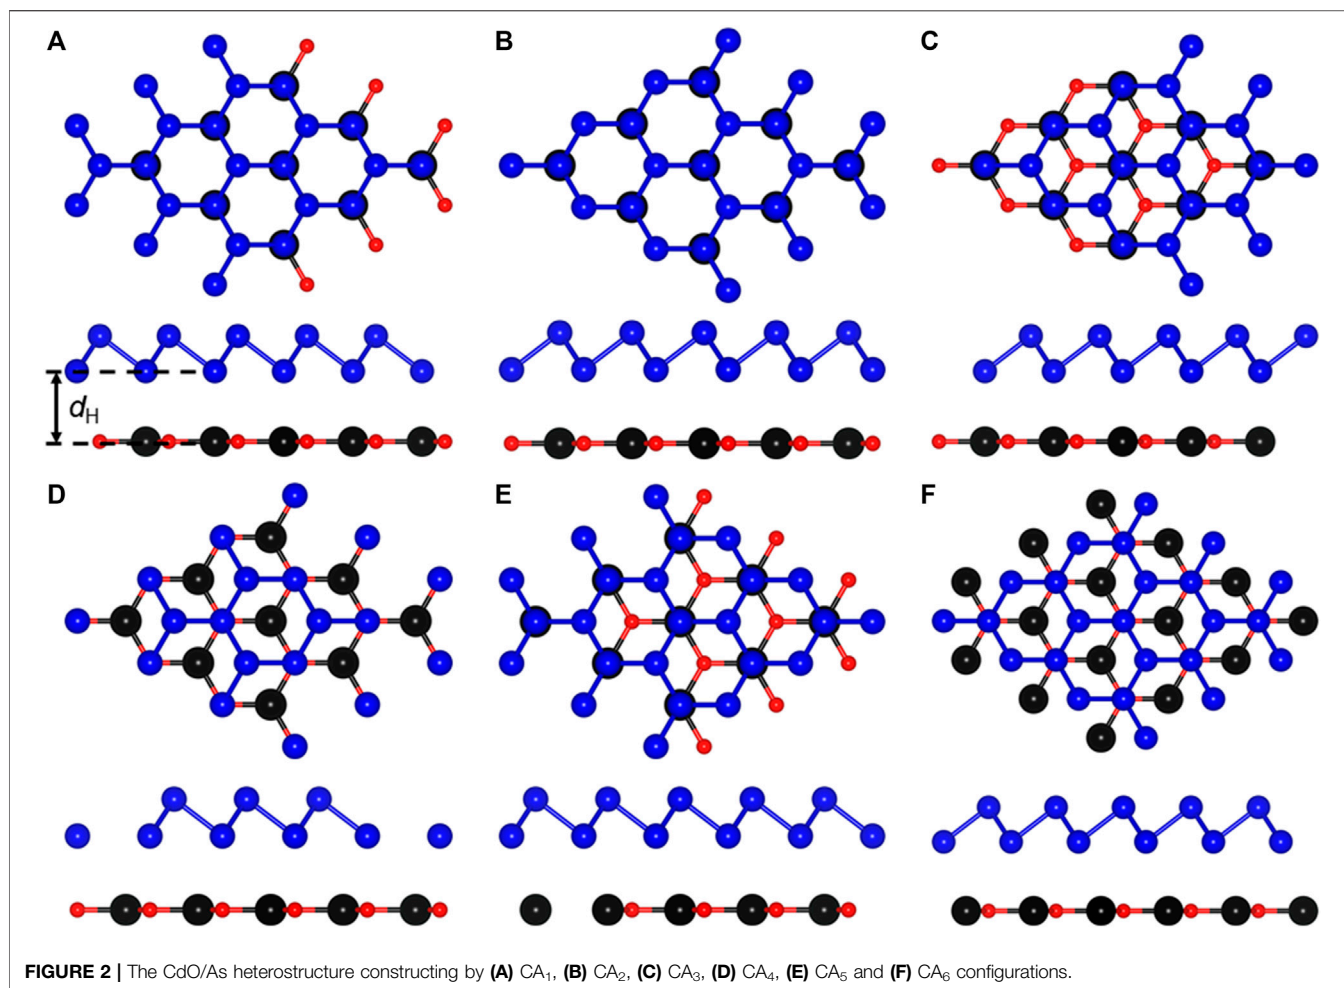 A B C
d_H
D E F
FIGURE 2 | The CdO/As heterostructure constructing by (A) CA₁, (B) CA₂, (C) CA₃, (D) CA₄, (E) CA₅ and (F) CA₆ configurations.